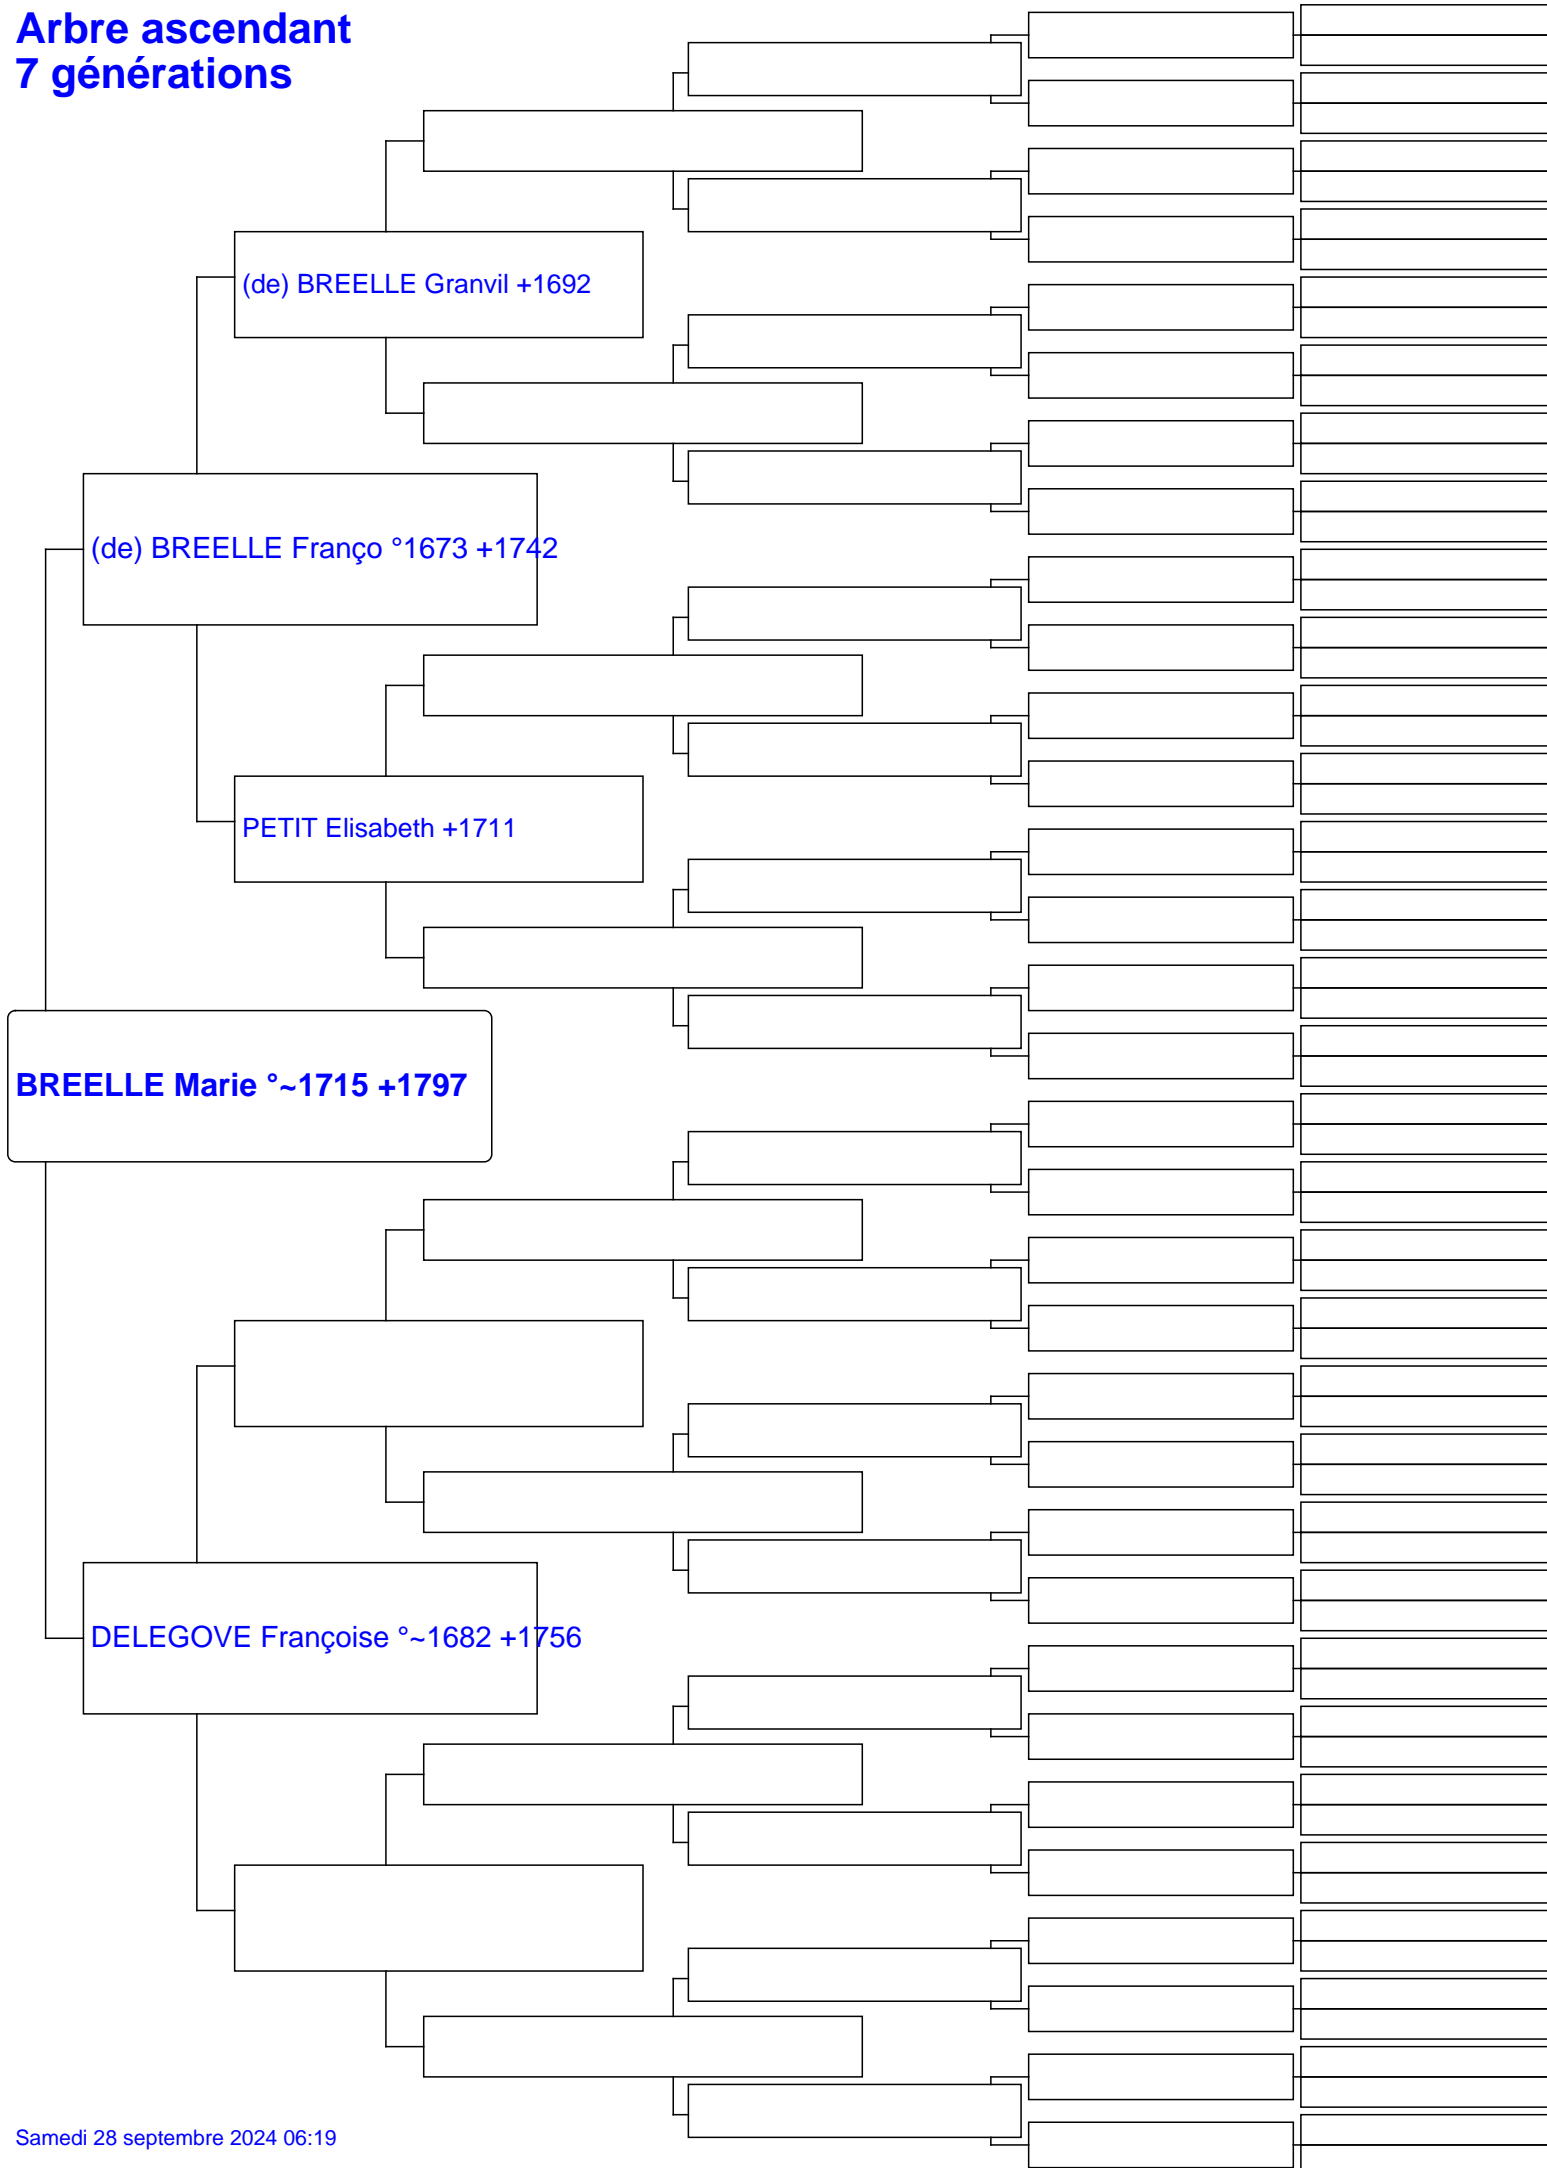 Arbre ascendant
7 générations
(de) BREELLE Granvil +1692
(de) BREELLE Franço °1673 +1742
PETIT Elisabeth +1711
BREELLE Marie °~1715 +1797
DELEGOVE Françoise °~1682 +1756
Samedi 28 septembre 2024 06:19